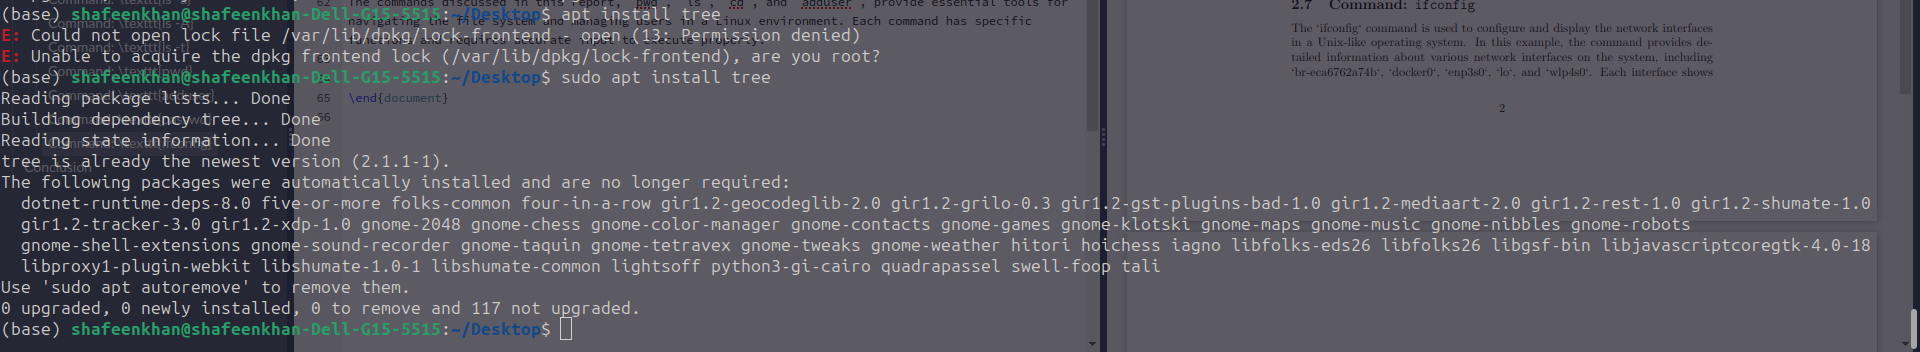 (base) shafeenkhan@shafeenkhan-Dell-G15-5515:~/Desktop$ apt install tree
E: Could not open lock file /var/lib/dpkg/lock-frontend - open (13: Permission denied)
E: Unable to acquire the dpkg frontend lock (/var/lib/dpkg/lock-frontend), are you root?
(base) shafeenkhan@shafeenkhan-Dell-G15-5515:~/Desktop$ sudo apt install tree
Reading package lists... Done
Building dependency tree... Done
Reading state information... Done
tree is already the newest version (2.1.1-1).
The following packages were automatically installed and are no longer required:
dotnet-runtime-deps-8.0 five-or-more folks-common four-in-a-row gir1.2-geocodeglib-2.0 gir1.2-grilo-0.3 gir1.2-gst-plugins-bad-1.0 gir1.2-mediaart-2.0 gir1.2-rest-1.0 gir1.2-shumate-1.0
gir1.2-tracker-3.0 gir1.2-xdp-1.0 gnome-2048 gnome-chess gnome-color-manager gnome-contacts gnome-games gnome-klotski gnome-maps gnome-music gnome-nibbles gnome-robots
gnome-shell-extensions gnome-sound-recorder gnome-taquin gnome-tetravex gnome-tweaks gnome-weather hitori hoichess iagno libfolks-eds26 libfolks26 libgsf-bin libjavascriptcoregtk-4.0-18
libproxy1-plugin-webkit libshumate-1.0-1 libshumate-common lightsoff python3-gi-cairo quadrapassel swell-foop tali
Use 'sudo apt autoremove' to remove them.
0 upgraded, 0 newly installed, 0 to remove and 117 not upgraded.
(base) shafeenkhan@shafeenkhan-Dell-G15-5515:~/Desktop$
Conclusion
62 The commands discussed in this report, `pwd`, `ls`, `cd`, and `adduser`, provide essential tools for
navigating the file system and managing users in a Linux environment. Each command has specific
functions and requires accurate input to execute properly.
65 \end{document}
66
2.7 Command: ifconfig
The 'ifconfig' command is used to configure and display the network interfaces
in a Unix-like operating system. In this example, the command provides de-
tailed information about various network interfaces on the system, including
'br-eca6762a74b', 'docker0', 'enp3s0', 'lo', and 'wlp4s0'. Each interface shows
2